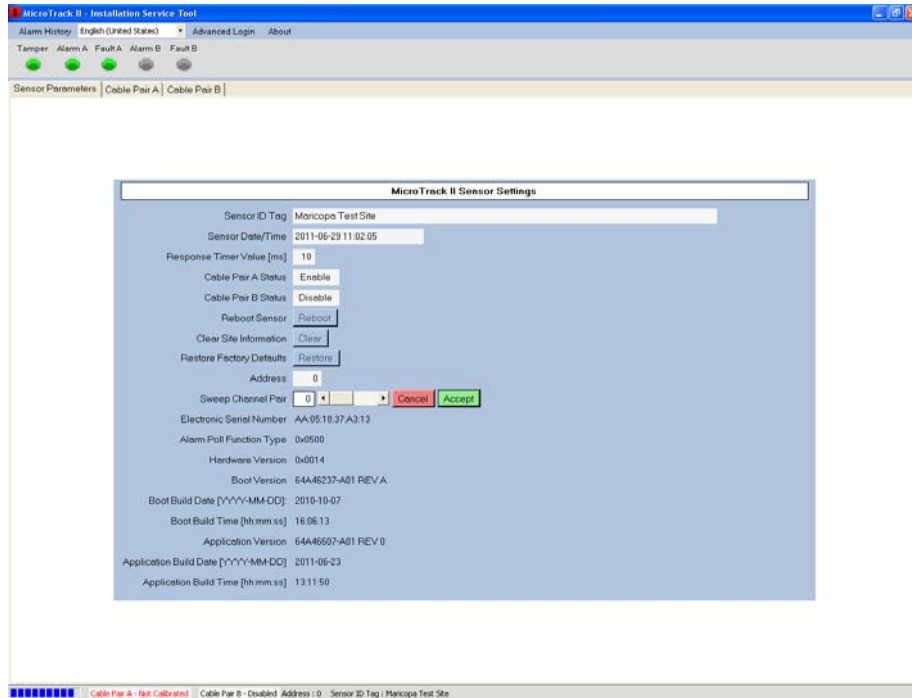 MicroTrack II - Installation Service Tool
Alarm History English (United States) Advanced Login About
Tamper Alarm A Fault A Alarm B Fault B
Sensor Parameters Cable Pair A Cable Pair B
MicroTrack II Sensor Settings
Sensor ID Tag Maricopa Test Site
Sensor Date/Time 2011-06-29 11:02:05
Response Timer Value [ms] 10
Cable Pair A Status Enable
Cable Pair B Status Disable
Reboot Sensor Reboot
Clear Site Information Clear
Restore Factory Defaults Restore
Address 0
Sweep Channel Pair 0 Cancel Accept
Electronic Serial Number AA:05:10:37:A3:13
Alarm Poll Function Type 0x0500
Hardware Version 0x0014
Boot Version 64A46237-A01 REV A
Boot Build Date [YYYY-MM-DD]: 2010-10-07
Boot Build Time [hh:mm:ss] 16:06:13
Application Version 64A46607-A01 REV 0
Application Build Date [YYYY-MM-DD] 2011-06-23
Application Build Time [hh:mm:ss] 13:11:50
Cable Pair A - Not Calibrated Cable Pair B - Disabled Address : 0 Sensor ID Tag : Maricopa Test Site